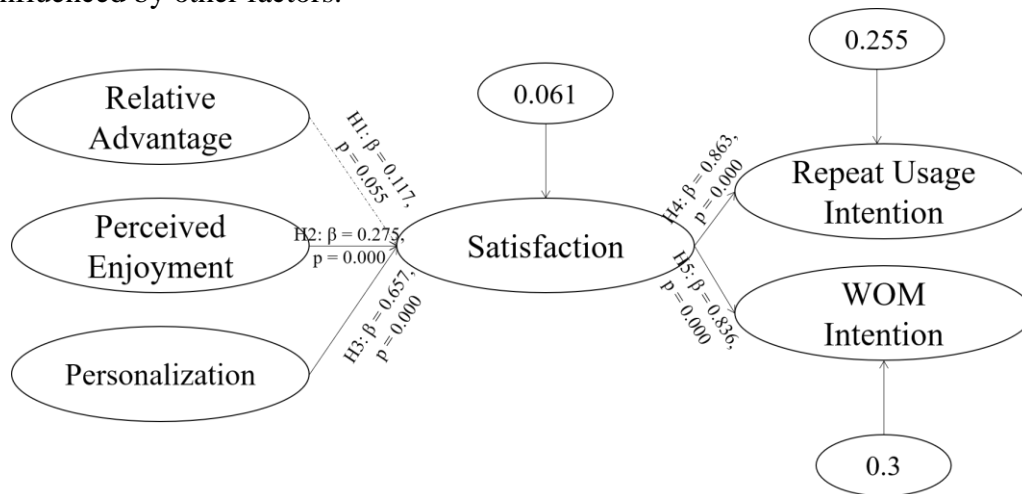 influenced by other factors.
0.255
0.061
Relative
Advantage
H1: β = 0.117,
p = 0.055
H4: β = 0.863,
p = 0.000
Repeat Usage
Intention
Perceived
Enjoyment
H2: β = 0.275,
p = 0.000
Satisfaction
H3: β = 0.657,
p = 0.000
H5: β = 0.836,
p = 0.000
WOM
Intention
Personalization
0.3